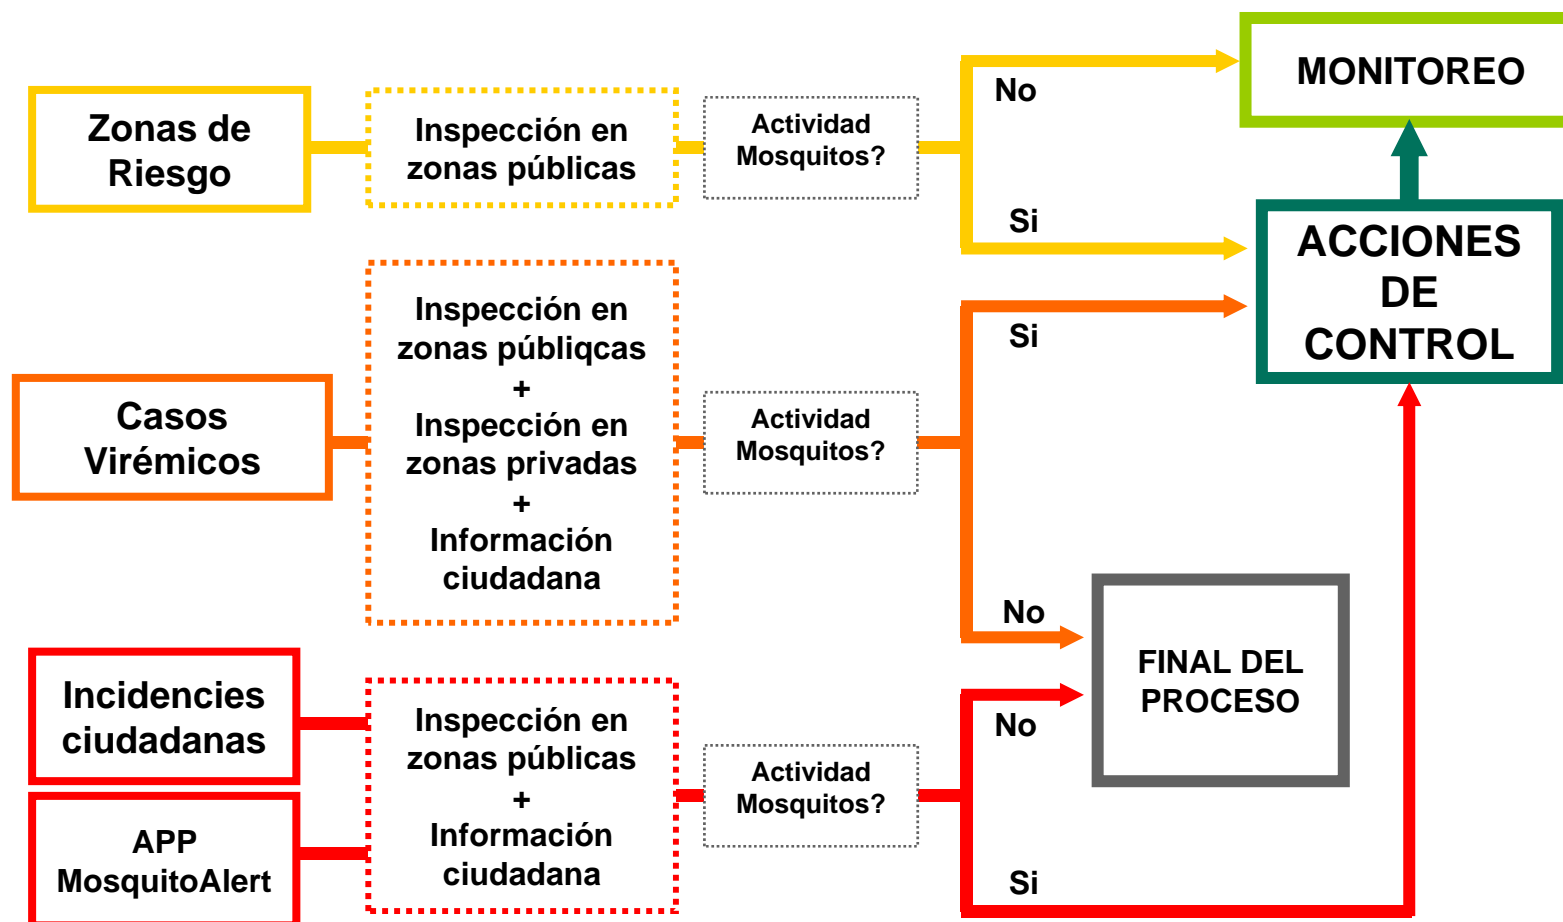 Zonas de
Riesgo
Inspección en
zonas públicas
Actividad
Mosquitos?
No
Si
MONITOREO
ACCIONES
DE
CONTROL
Casos
Virémicos
Inspección en
zonas públiqcas
+
Inspección en
zonas privadas
+
Información
ciudadana
Actividad
Mosquitos?
Si
No
FINAL DEL
PROCESO
Incidencies
ciudadanas
APP
MosquitoAlert
Inspección en
zonas públicas
+
Información
ciudadana
Actividad
Mosquitos?
No
Si